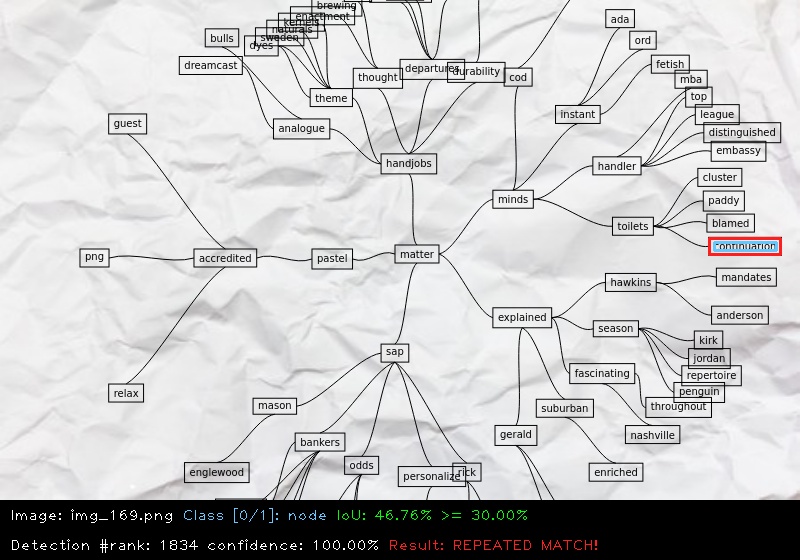 brewing
enactment
kernels
naturals
sweden
dyes
bulls
dreamcast
theme
thought
departures
durability
cod
analogue
handjobs
ada
ord
fetish
mba
top
league
distinguished
embassy
instant
handler
minds
toilets
cluster
paddy
blamed
continuation
guest
png
accredited
pastel
matter
relax
explained
hawkins
mandates
anderson
season
kirk
jordan
repertoire
penguin
throughout
fascinating
nashville
suburban
enriched
gerald
sap
mason
englewood
bankers
odds
personalize
rick
Image: img_169.png Class [0/1]: node IoU: 46.76% >= 30.00%
Detection #rank: 1834 confidence: 100.00% Result: REPEATED MATCH!